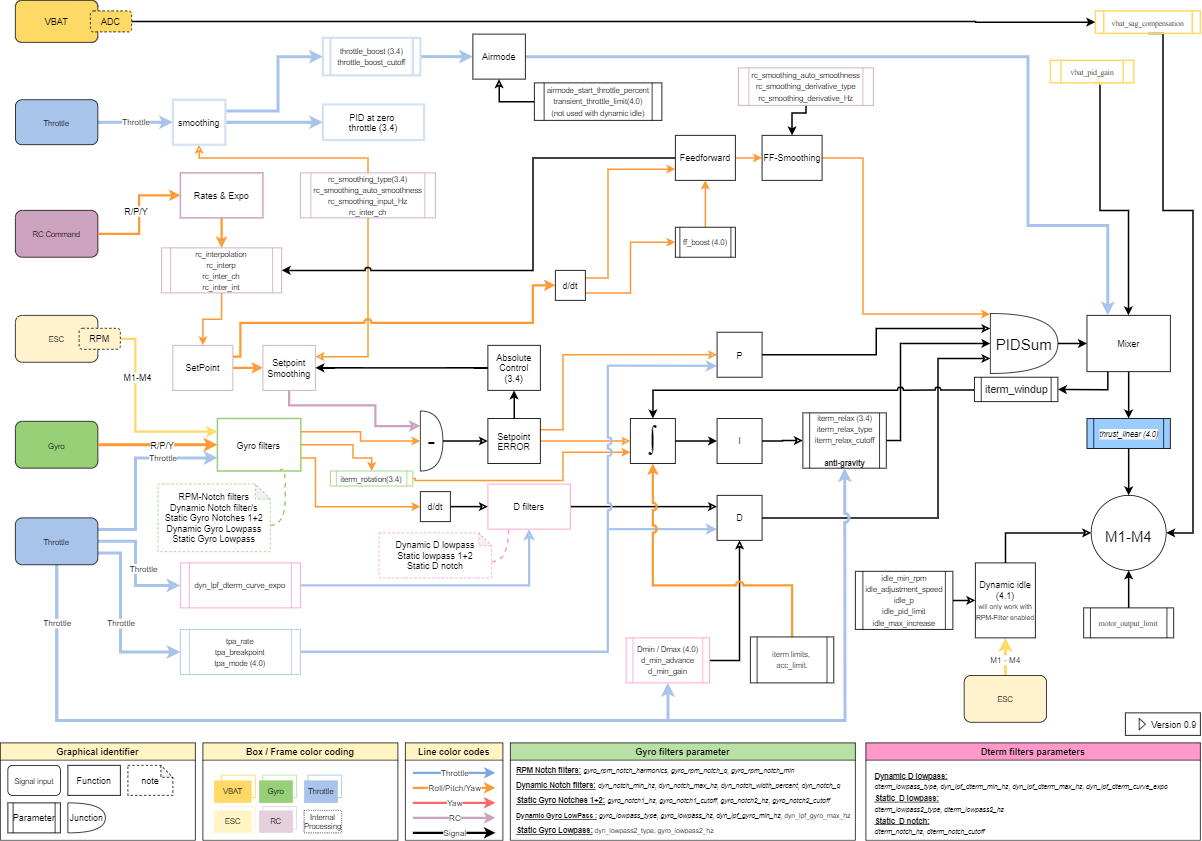 VBAT
ADC
vbat_sag_compensation
throttle_boost (3.4)
throttle_boost_cutoff
Airmode
vbat_pid_gain
airmode_start_throttle_percent
transient_throttle_limit(4.0)
(not used with dynamic idle)
rc_smoothing_auto_smoothness
rc_smoothing_derivative_type
rc_smoothing_derivative_Hz
Throttle
Throttle
smoothing
PID at zero
throttle (3.4)
Feedforward
FF-Smoothing
Rates & Expo
rc_smoothing_type(3.4)
rc_smoothing_auto_smoothness
rc_smoothing_input_Hz
rc_inter_ch
R/P/Y
RC Command
ff_boost (4.0)
rc_interpolation
rc_interp
rc_inter_ch
rc_inter_int
d/dt
ESC
RPM
M1-M4
SetPoint
Setpoint
Smoothing
Absolute
Control
(3.4)
P
PIDSum
Mixer
iterm_windup
Gyro
R/P/Y
Throttle
Gyro filters
-
Setpoint
ERROR
∫
I
iterm_relax (3.4)
iterm_relax_type
iterm_relax_cutoff
anti-gravity
thrust_linear (4.0)
iterm_rotation(3.4)
RPM-Notch filters
Dynamic Notch filter/s
Static Gyro Notches 1+2
Dynamic Gyro Lowpass
Static Gyro Lowpass
d/dt
D filters
D
M1-M4
Throttle
Dynamic D lowpass
Static lowpass 1+2
Static D notch
Throttle
dyn_lpf_dterm_curve_expo
idle_min_rpm
idle_adjustment_speed
idle_p
idle_pid_limit
idle_max_increase
Dynamic idle
(4.1)
will only work with
RPM-Filter enabled
Throttle
Throttle
motor_output_limit
tpa_rate
tpa_breakpoint
tpa_mode (4.0)
Dmin / Dmax (4.0)
d_min_advance
d_min_gain
iterm limits,
acc_limit.
M1 - M4
ESC
Version 0.9
Graphical identifier
Signal input
Function
note
Parameter
Junction
Box / Frame color coding
VBAT
Gyro
Throttle
ESC
RC
Internal
Processing
Line color codes
Throttle
Roll/Pitch/Yaw
Yaw
RC
Signal
Gyro filters parameter
RPM Notch filters: gyro_rpm_notch_harmonics, gyro_rpm_notch_q, gyro_rpm_notch_min
Dynamic Notch filters: dyn_notch_min_hz, dyn_notch_max_hz, dyn_notch_width_percent, dyn_notch_q
Static Gyro Notches 1+2: gyro_notch1_hz, gyro_notch1_cutoff, gyro_notch2_hz, gyro_notch2_cutoff
Dynamic Gyro LowPass : gyro_lowpass_type, gyro_lowpass_hz, dyn_lpf_gyro_min_hz, dyn_lpf_gyro_max_hz
Static Gyro Lowpass: dyn_lowpass2_type, gyro_lowpass2_hz
Dterm filters parameters
Dynamic D lowpass:
dterm_lowpass_type, dyn_lpf_dterm_min_hz, dyn_lpf_dterm_max_hz, dyn_lpf_dterm_curve_expo
Static D lowpass:
dterm_lowpass2_type, dterm_lowpass2_hz
Static D notch:
dterm_notch_hz, dterm_notch_cutoff